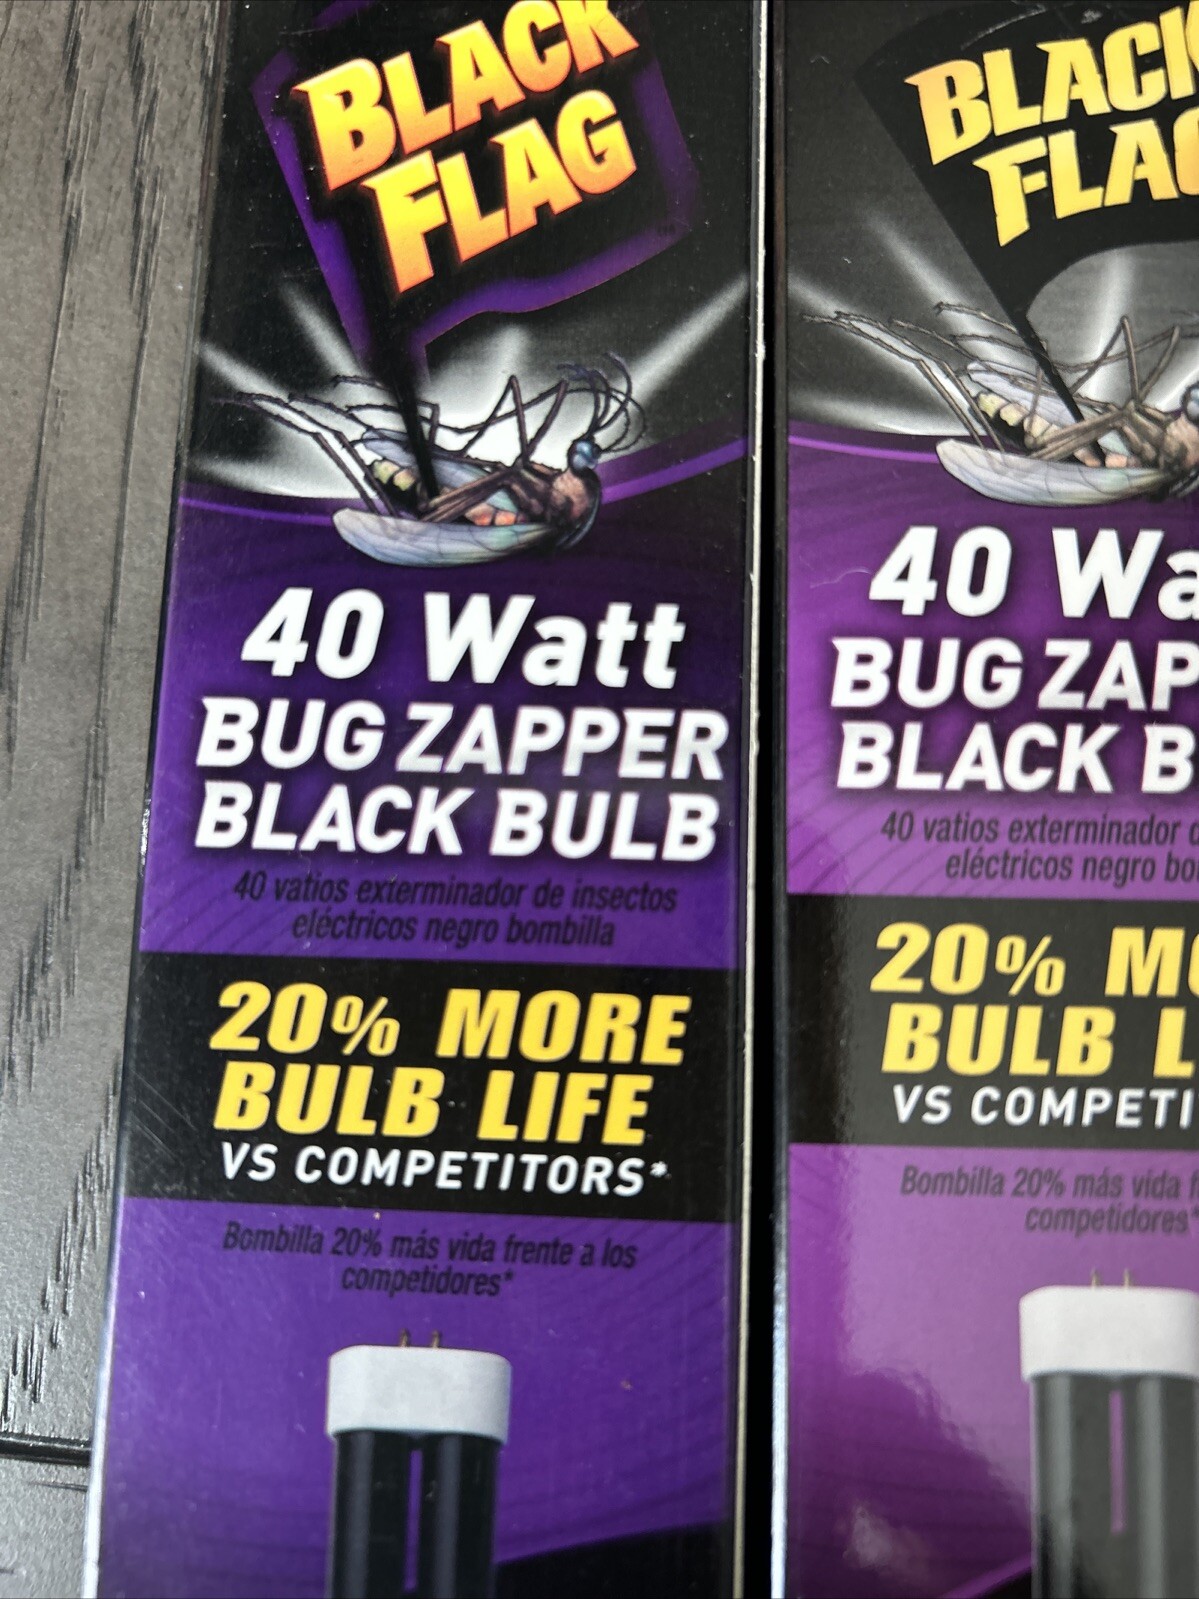 BLACK
FLAG
40 Watt
BUG ZAPPER
BLACK BULB
40 vatios exterminador de insectos
eléctricos negro bombilla
20% MORE
BULB LIFE
VS COMPETITORS*
Bombilla 20% más vida frente a los
competidores*
BLACK
FLAG
40 Wa
BUG ZAP
BLACK B
40 vatios exterminador
eléctricos negro bo
20% MO
BULB L
VS COMPETI
Bombilla 20% más vida f
competidores*